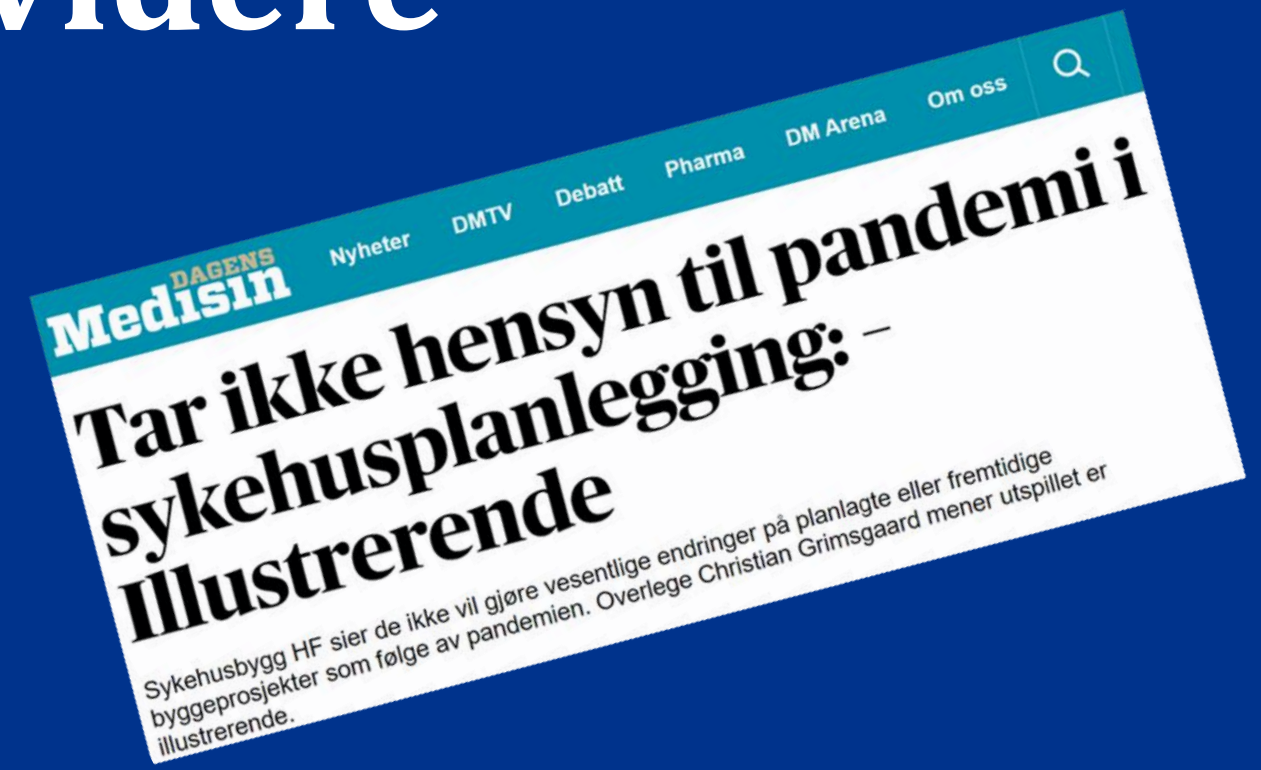 videre
DAGENS
Medisin
Nyheter DMTV Debatt Pharma DM Arena Om oss
Tar ikke hensyn til pandemi i
sykehusplanlegging: –
Illustrerende
Sykehusbygg HF sier de ikke vil gjøre vesentlige endringer på planlagte eller fremtidige
byggeprosjekter som følge av pandemien. Overlege Christian Grimsgaard mener utspillet er
illustrerende.